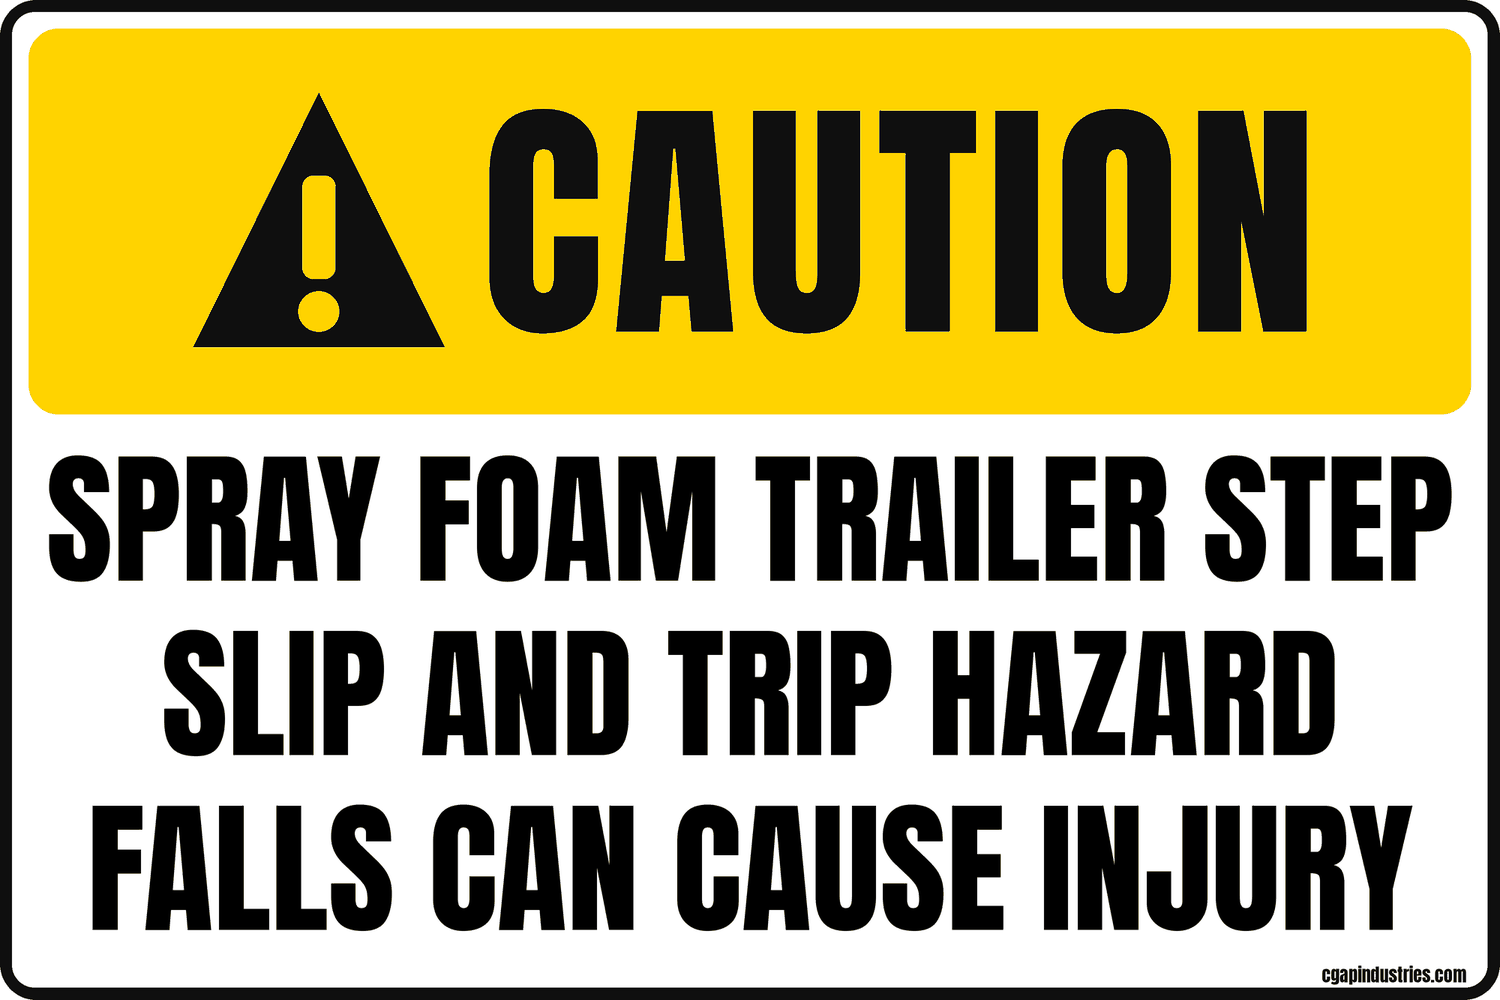 CAUTION
SPRAY FOAM TRAILER STEP
SLIP AND TRIP HAZARD
FALLS CAN CAUSE INJURY
cgapindustries.com